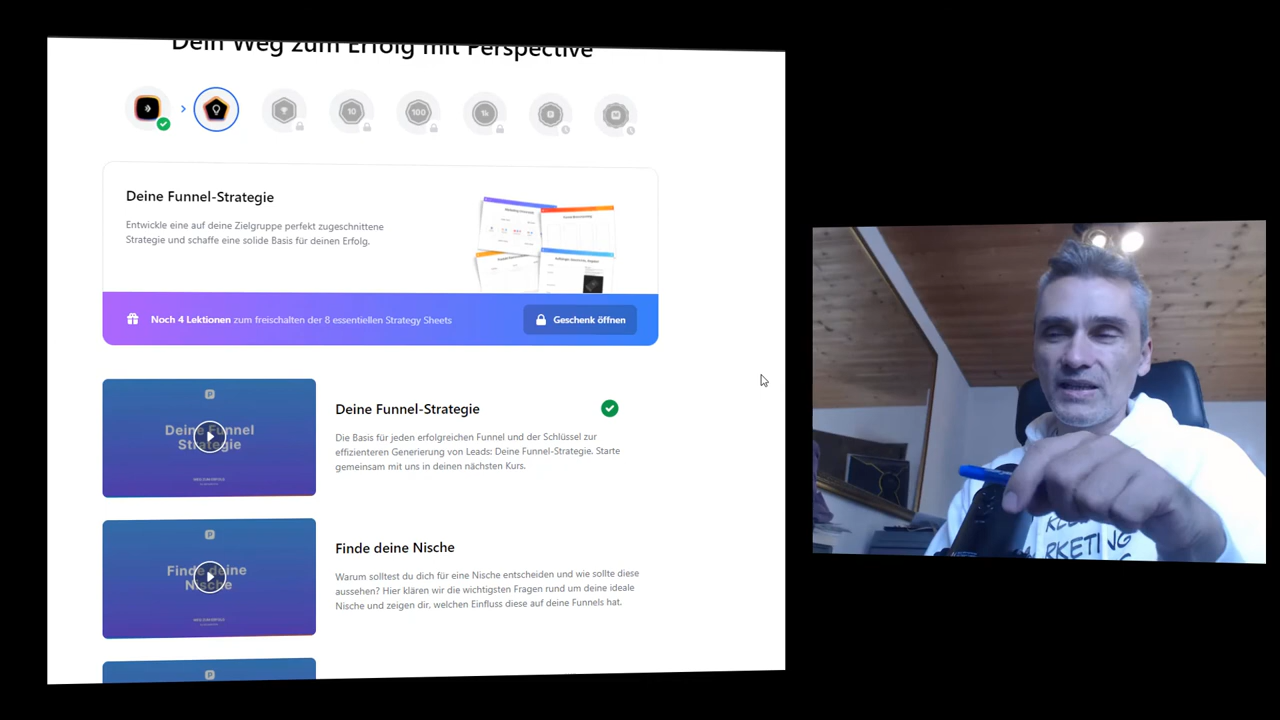 Dein Weg zum Erfolg mit Perspective
10
100
1k
Deine Funnel-Strategie
Entwickle eine auf deine Zielgruppe perfekt zugeschnittene
Strategie und schaffe eine solide Basis für deinen Erfolg.
Noch 4 Lektionen zum freischalten der 8 essentiellen Strategy Sheets
Geschenk öffnen
Deine Funnel
Strategie
Deine Funnel-Strategie
Die Basis für jeden erfolgreichen Funnel und der Schlüssel zur
effizienteren Generierung von Leads: Deine Funnel-Strategie. Starte
gemeinsam mit uns in deinen nächsten Kurs.
Finde deine
Nische
Finde deine Nische
Warum solltest du dich für eine Nische entscheiden und wie sollte diese
aussehen? Hier klären wir die wichtigsten Fragen rund um deine ideale
Nische und zeigen dir, welchen Einfluss diese auf deine Funnels hat.